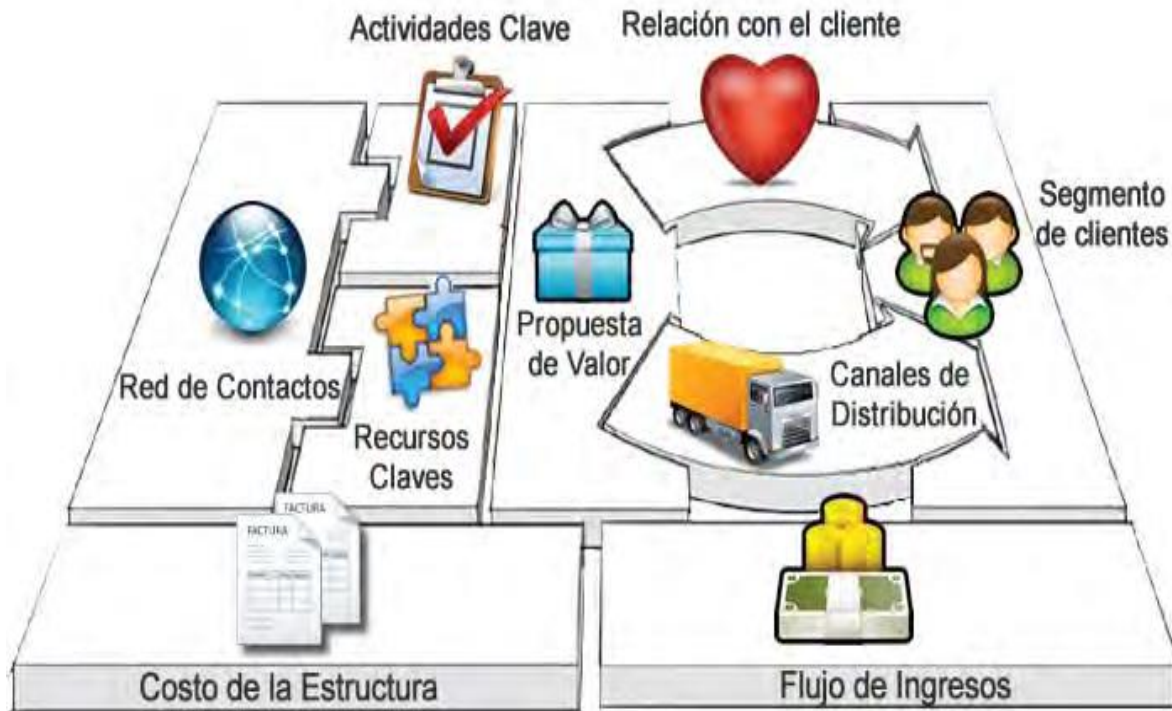 Actividades Clave
Relación con el cliente
Segmento
de clientes
Propuesta
de Valor
Canales de
Distribución
Red de Contactos
Recursos
Claves
FACTURA
FACTURA
Costo de la Estructura
Flujo de Ingresos